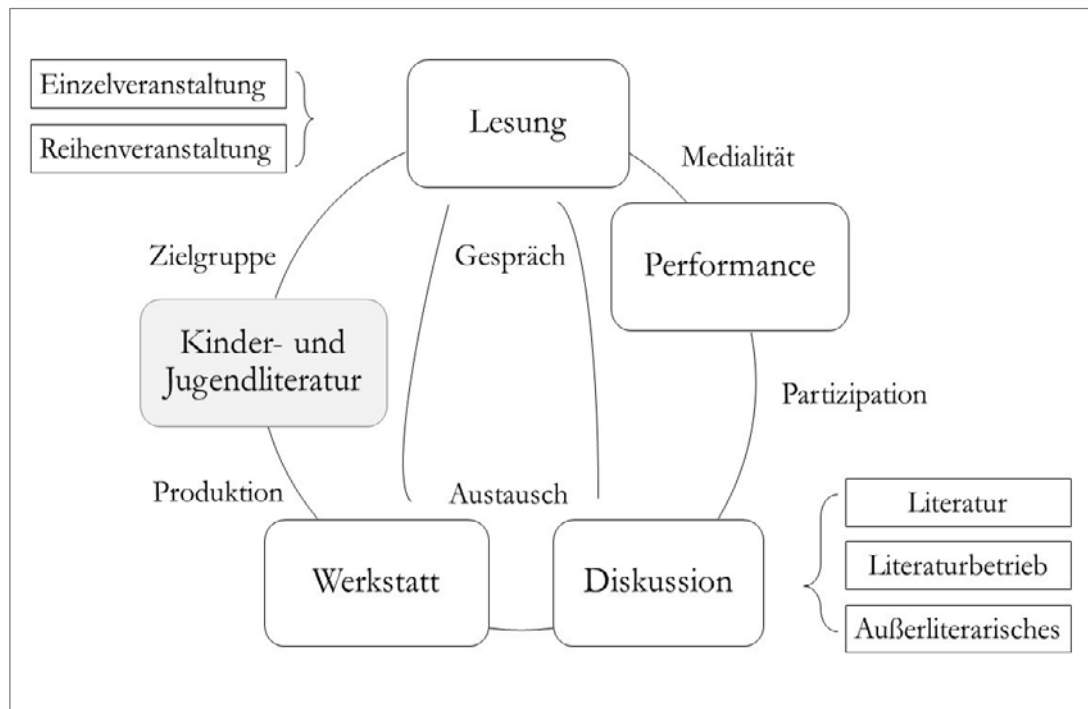 Einzelveranstaltung
Reihenveranstaltung
Lesung
Medialität
Performance
Zielgruppe
Gespräch
Kinder- und
Jugendliteratur
Partizipation
Produktion
Austausch
Werkstatt
Diskussion
Literatur
Literaturbetrieb
Außerliterarisches